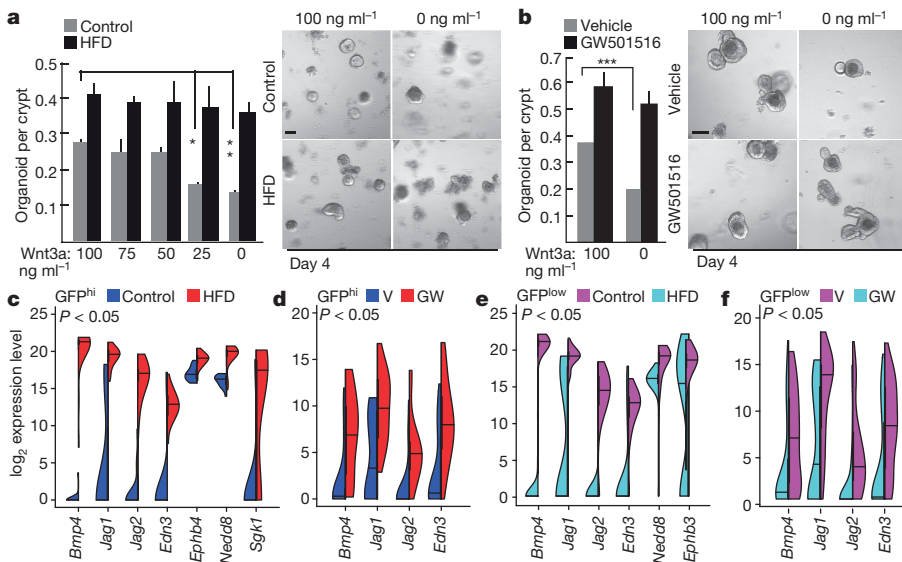 a
Control
HFD
Organoid per crypt
0.5
0.4
0.3
0.2
0.1
* * *
Wnt3a: 100 75 50 25 0
ng ml–1
100 ng ml–1 0 ng ml–1
Control
HFD
Day 4
b
Vehicle
GW501516
Organoid per crypt
0.7
0.6
0.5
0.4
0.3
0.2
0.1
***
Wnt3a: 100 0
ng ml–1
100 ng ml–1 0 ng ml–1
Vehicle
GW501516
Day 4
c GFPhi Control HFD
P < 0.05
log2 expression level
25
20
15
10
5
0
Bmp4 Jag1 Jag2 Edn3 Ephb4 Nedd8 Sgk1
d GFPhi V GW
P < 0.05
20
15
10
5
0
Bmp4 Jag1 Jag2 Edn3
e GFPlow Control HFD
P < 0.05
25
20
15
10
5
0
Bmp4 Jag1 Jag2 Edn3 Nedd8 Ephb3
f GFPlow V GW
P < 0.05
20
15
10
5
0
Bmp4 Jag1 Jag2 Edn3